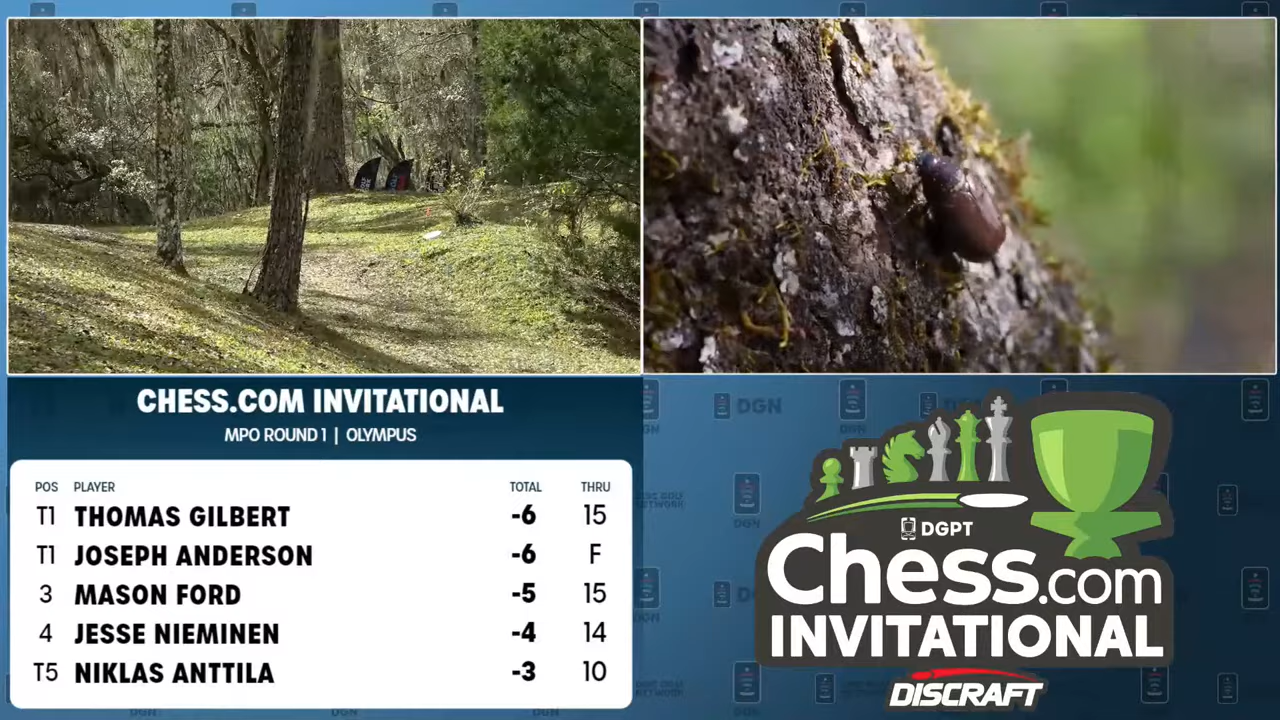 CHESS.COM INVITATIONAL
MPO ROUND 1 | OLYMPUS
POS PLAYER TOTAL THRU
T1 THOMAS GILBERT -6 15
T1 JOSEPH ANDERSON -6 F
3 MASON FORD -5 15
4 JESSE NIEMINEN -4 14
T5 NIKLAS ANTTILA -3 10
DGN
DGPT
Chess.com
INVITATIONAL
DISCRAFT